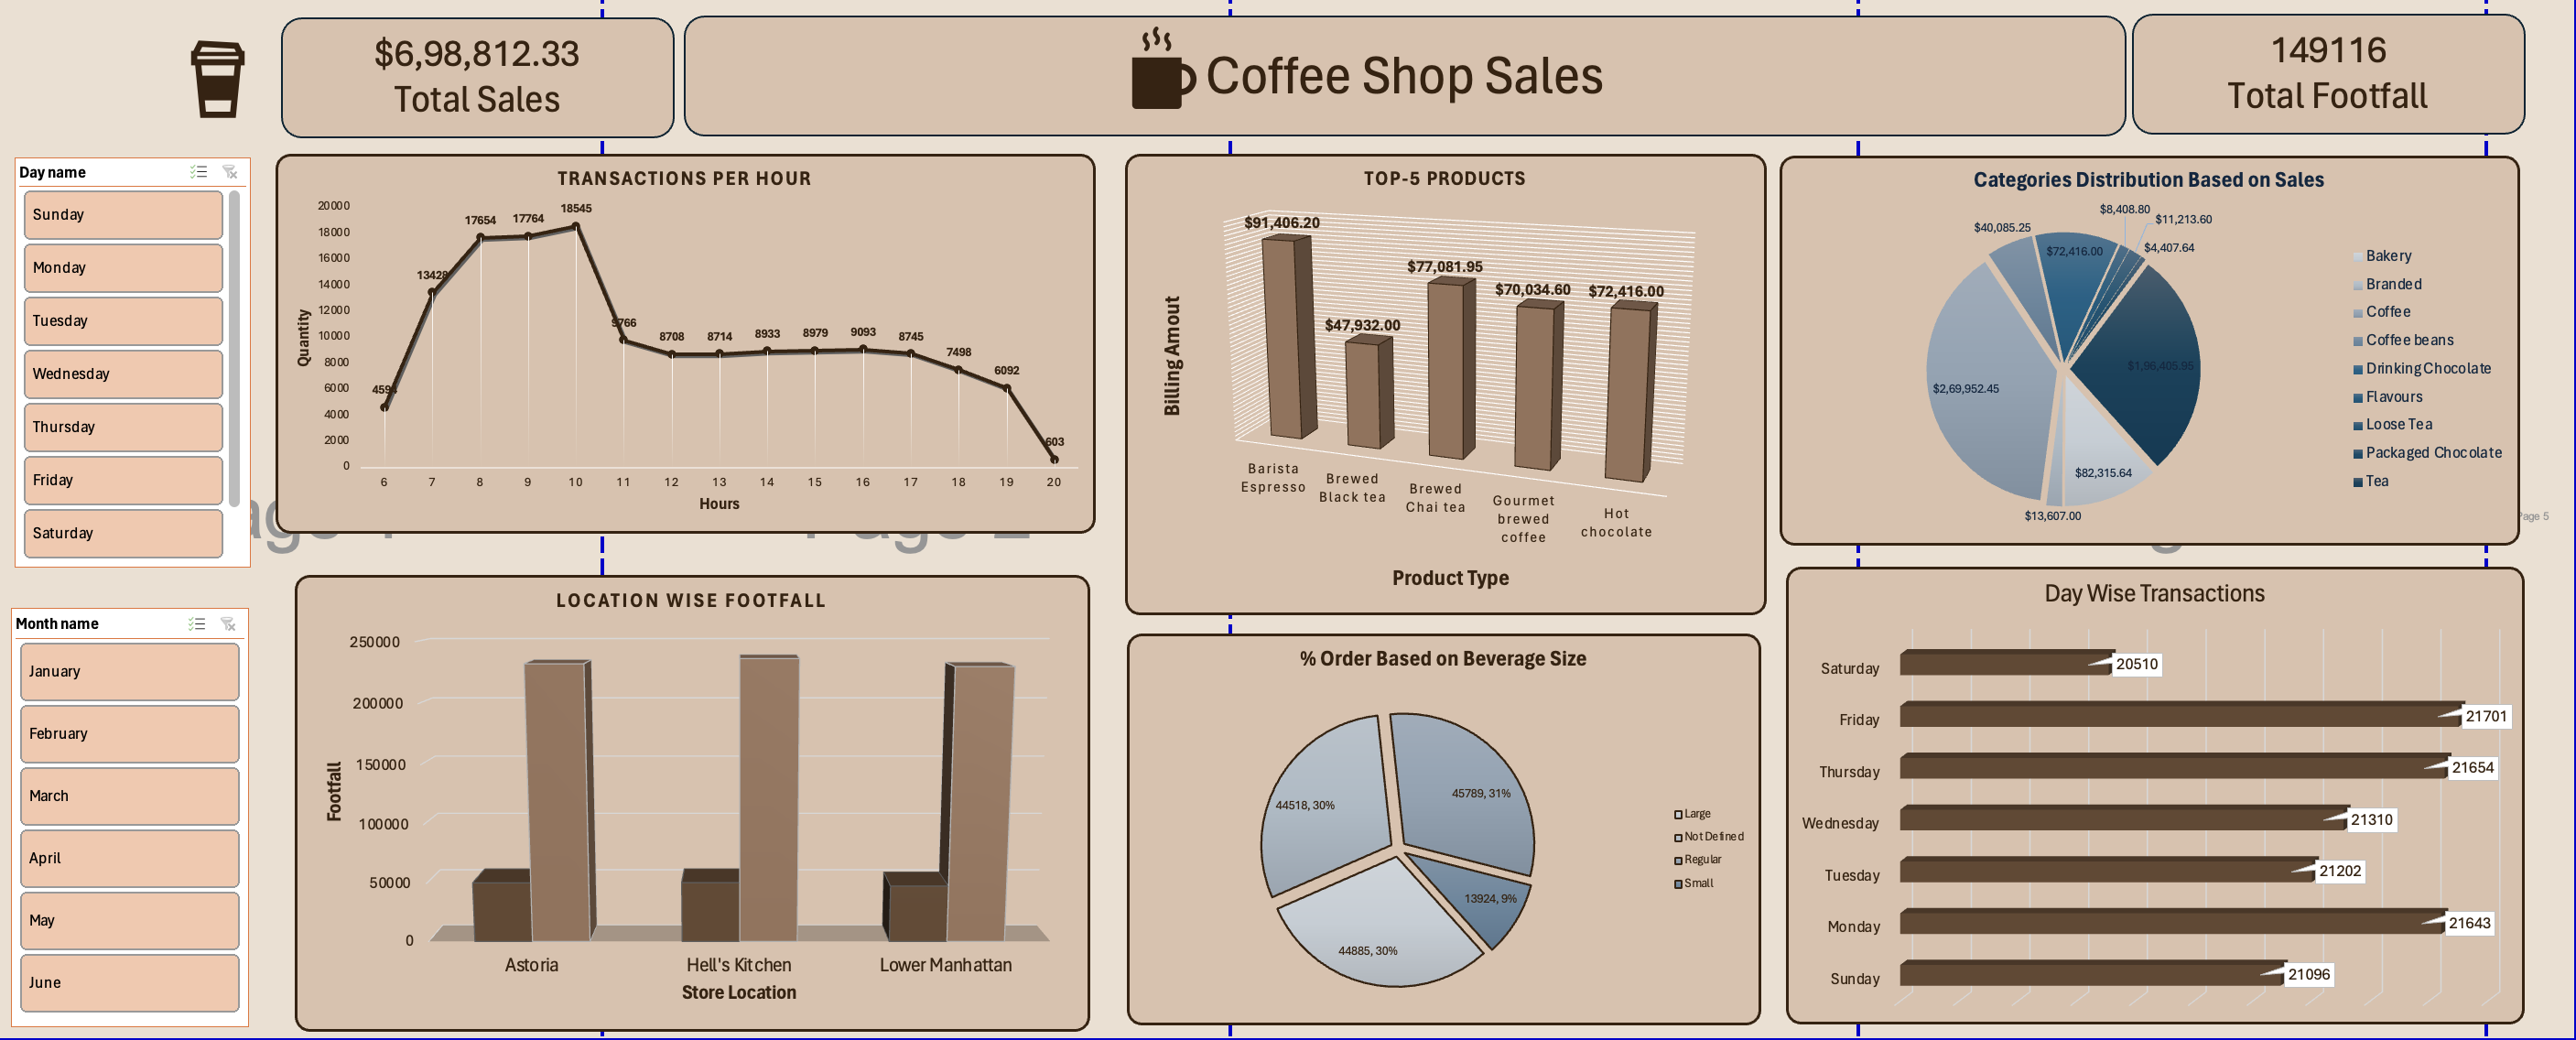 $6,98,812.33
Total Sales
Coffee Shop Sales
149116
Total Footfall
Day name
Sunday
Monday
Tuesday
Wednesday
Thursday
Friday
Saturday
Month name
January
February
March
April
May
June
TRANSACTIONS PER HOUR
Quantity
20000
18000
16000
14000
12000
10000
8000
6000
4000
2000
0
13428
17654
17764
18545
9766
8708
8714
8933
8979
9093
8745
7498
6092
603
6 7 8 9 10 11 12 13 14 15 16 17 18 19 20
Hours
LOCATION WISE FOOTFALL
Footfall
250000
200000
150000
100000
50000
0
Astoria
Hell's Kitchen
Lower Manhattan
Store Location
TOP-5 PRODUCTS
Billing Amout
$91,406.20
$47,932.00
$77,081.95
$70,034.60
$72,416.00
Barista
Espresso
Brewed
Black tea
Brewed
Chai tea
Gourmet
brewed
coffee
Hot
chocolate
Product Type
% Order Based on Beverage Size
44518, 30%
45789, 31%
13924, 9%
44885, 30%
Large
Not Defined
Regular
Small
Categories Distribution Based on Sales
$8,408.80
$11,213.60
$4,407.64
$40,085.25
$72,416.00
$1,96,405.95
$2,69,952.45
$82,315.64
$13,607.00
Bakery
Branded
Coffee
Coffee beans
Drinking Chocolate
Flavours
Loose Tea
Packaged Chocolate
Tea
Page 5
Day Wise Transactions
Saturday
20510
Friday
21701
Thursday
21654
Wednesday
21310
Tuesday
21202
Monday
21643
Sunday
21096